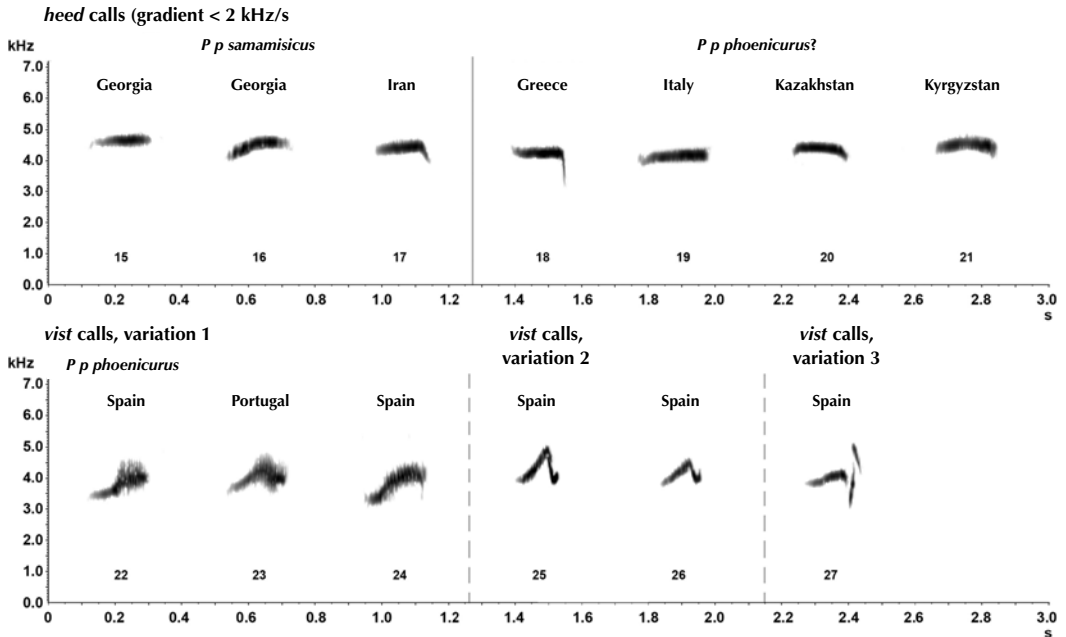 heed calls (gradient < 2 kHz/s
kHz
P p samamisicus
P p phoenicurus?
7.0
Georgia Georgia Iran Greece Italy Kazakhstan Kyrgyzstan
6.0
5.0
4.0
3.0
2.0
1.0
15 16 17 18 19 20 21
0.0
0 0.2 0.4 0.6 0.8 1.0 1.2 1.4 1.6 1.8 2.0 2.2 2.4 2.6 2.8 3.0
s
vist calls, variation 1
vist calls,
variation 2
vist calls,
variation 3
kHz
P p phoenicurus
7.0
Spain Portugal Spain Spain Spain Spain
6.0
5.0
4.0
3.0
2.0
1.0
22 23 24 25 26 27
0.0
0 0.2 0.4 0.6 0.8 1.0 1.2 1.4 1.6 1.8 2.0 2.2 2.4 2.6 2.8 3.0
s